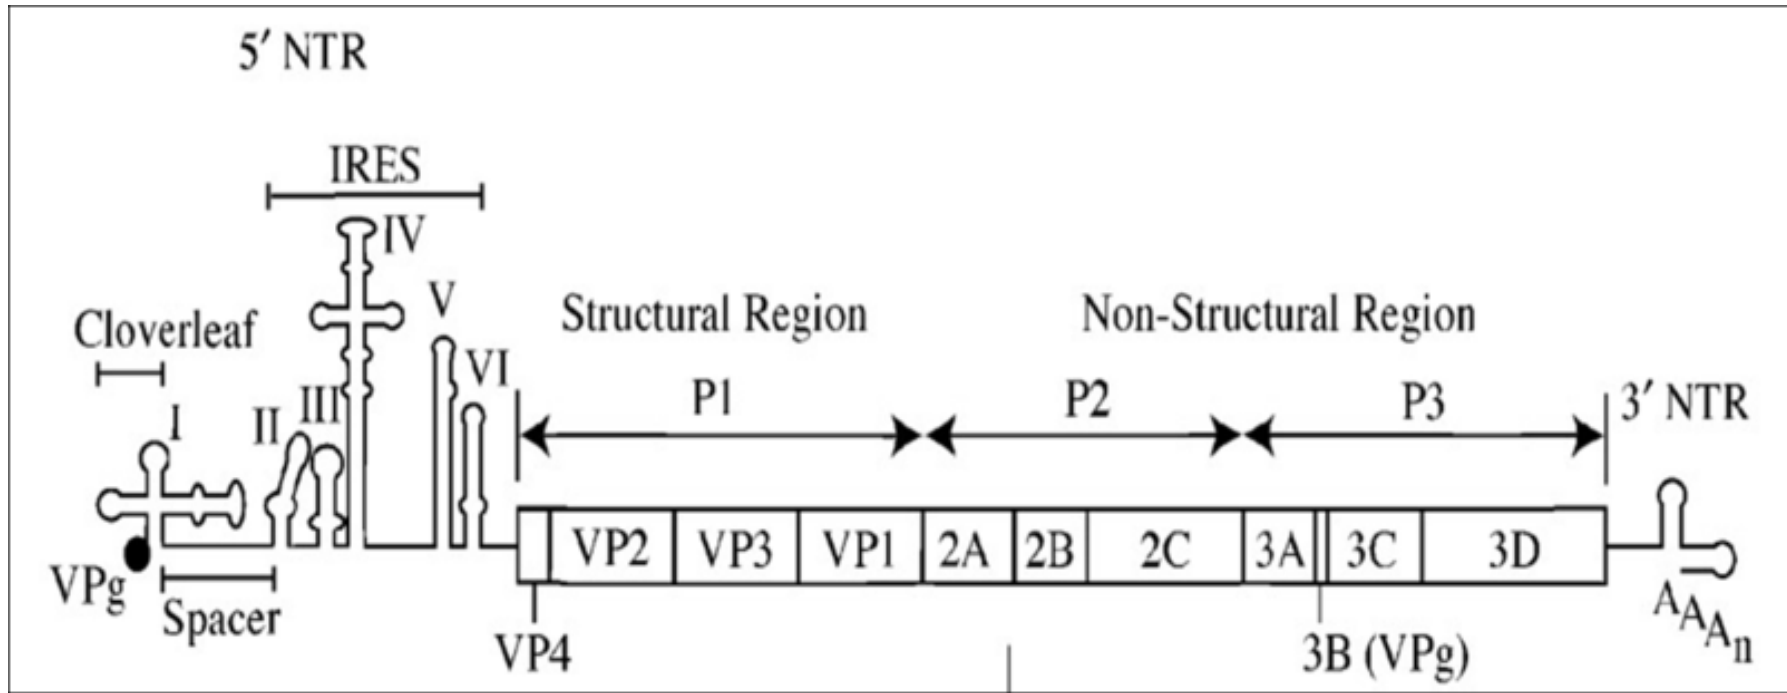 5′ NTR
IRES
IV
V
Cloverleaf
Structural Region
Non-Structural Region
VI
III
II
I
P1
P2
P3
3′ NTR
VP2
VP3
VP1
2A
2B
2C
3A
3C
3D
VPg
Spacer
VP4
3B (VPg)
AAAn